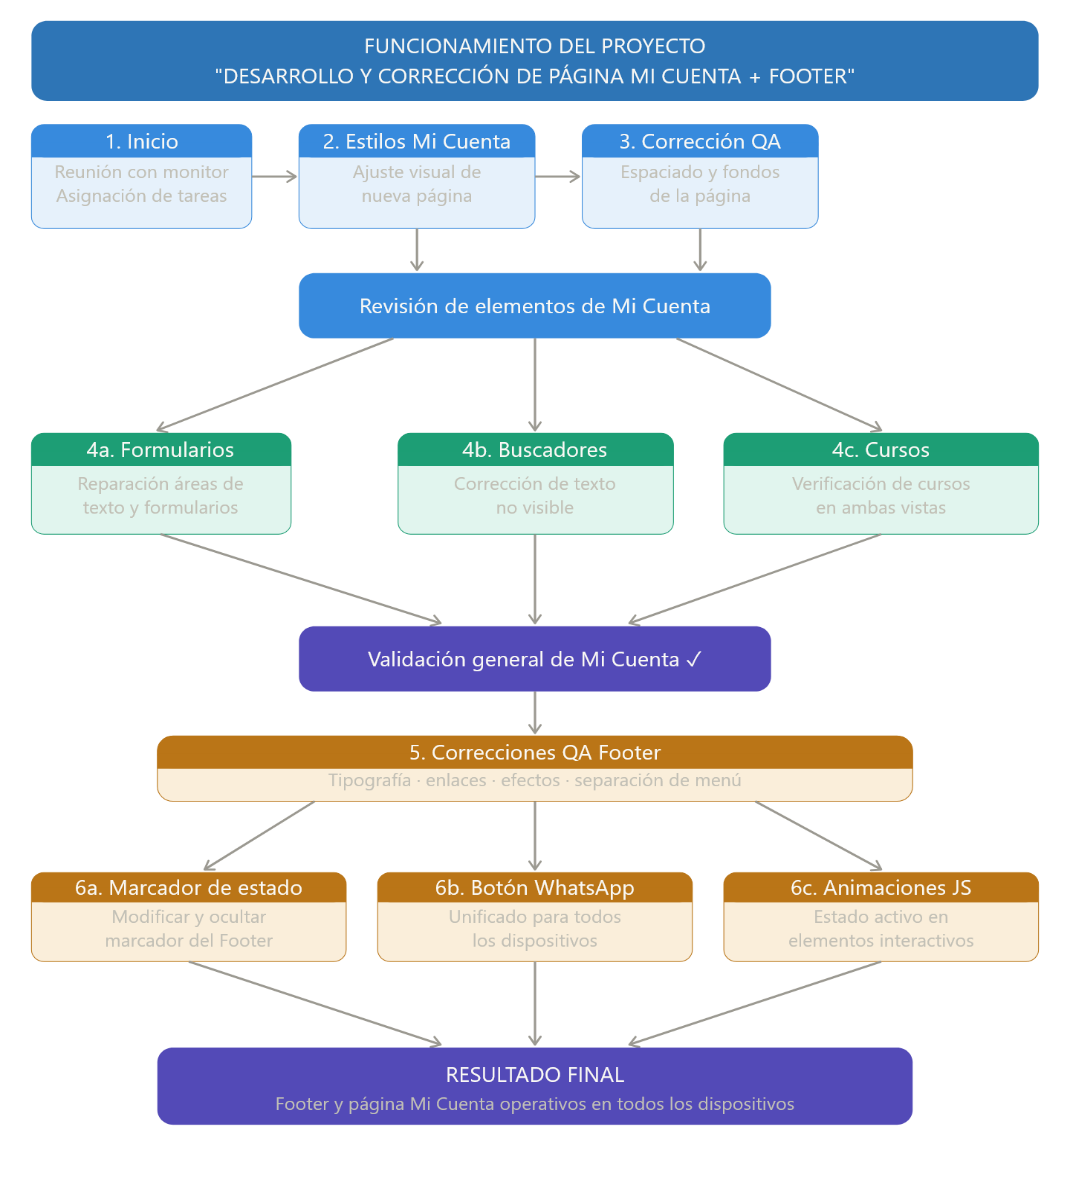 FUNCIONAMIENTO DEL PROYECTO
"DESARROLLO Y CORRECCIÓN DE PÁGINA MI CUENTA + FOOTER"
1. Inicio
Reunión con monitor
Asignación de tareas
2. Estilos Mi Cuenta
Ajuste visual de
nueva página
3. Corrección QA
Espaciado y fondos
de la página
Revisión de elementos de Mi Cuenta
4a. Formularios
Reparación áreas de
texto y formularios
4b. Buscadores
Corrección de texto
no visible
4c. Cursos
Verificación de cursos
en ambas vistas
Validación general de Mi Cuenta ✓
5. Correcciones QA Footer
Tipografía · enlaces · efectos · separación de menú
6a. Marcador de estado
Modificar y ocultar
marcador del Footer
6b. Botón WhatsApp
Unificado para todos
los dispositivos
6c. Animaciones JS
Estado activo en
elementos interactivos
RESULTADO FINAL
Footer y página Mi Cuenta operativos en todos los dispositivos